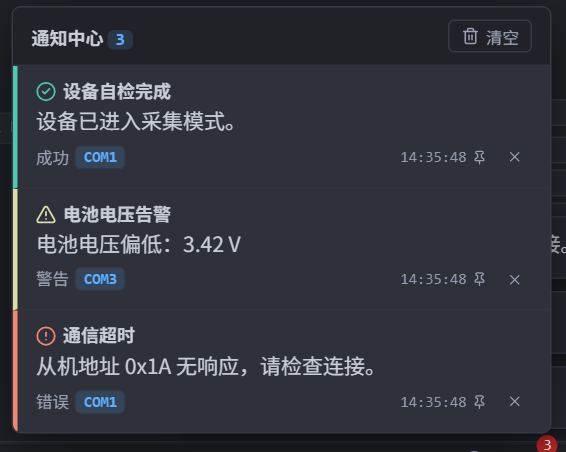 通知中心 3 清空
设备自检完成
设备已进入采集模式。
成功 COM1 14:35:48
电池电压告警
电池电压偏低：3.42 V
接。
警告 COM3 14:35:48
通信超时
从机地址 0x1A 无响应，请检查连接。
错误 COM1 14:35:48
3